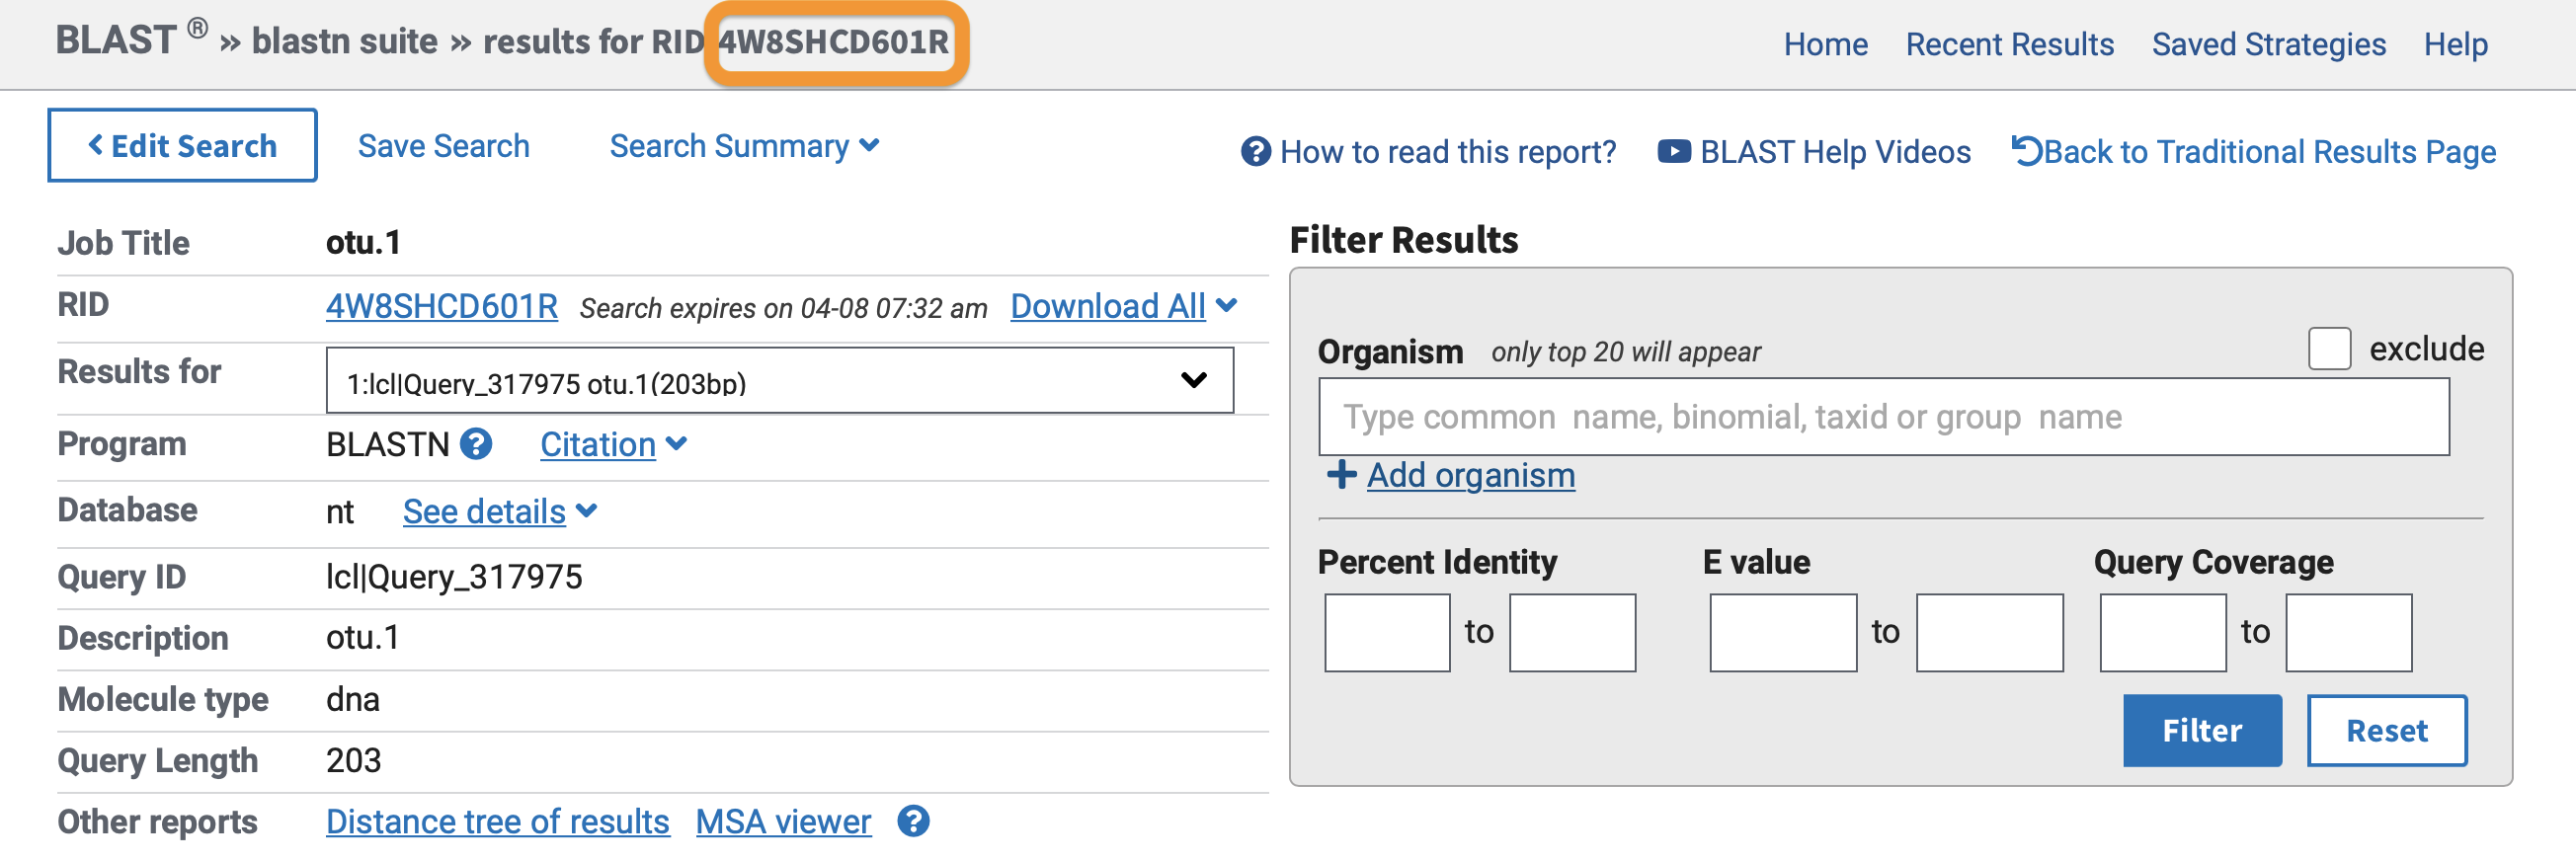 BLAST ® » blastn suite » results for RID 4W8SHCD601R
Home Recent Results Saved Strategies Help
Edit Search Save Search Search Summary
How to read this report? BLAST Help Videos Back to Traditional Results Page
Job Title otu.1
RID 4W8SHCD601R Search expires on 04-08 07:32 am Download All
Results for 1:lcl|Query_317975 otu.1(203bp)
Program BLASTN Citation
Database nt See details
Query ID lcl|Query_317975
Description otu.1
Molecule type dna
Query Length 203
Other reports Distance tree of results MSA viewer
Filter Results
Organism only top 20 will appear exclude
Type common name, binomial, taxid or group name
Add organism
Percent Identity E value Query Coverage
to to to
Filter Reset